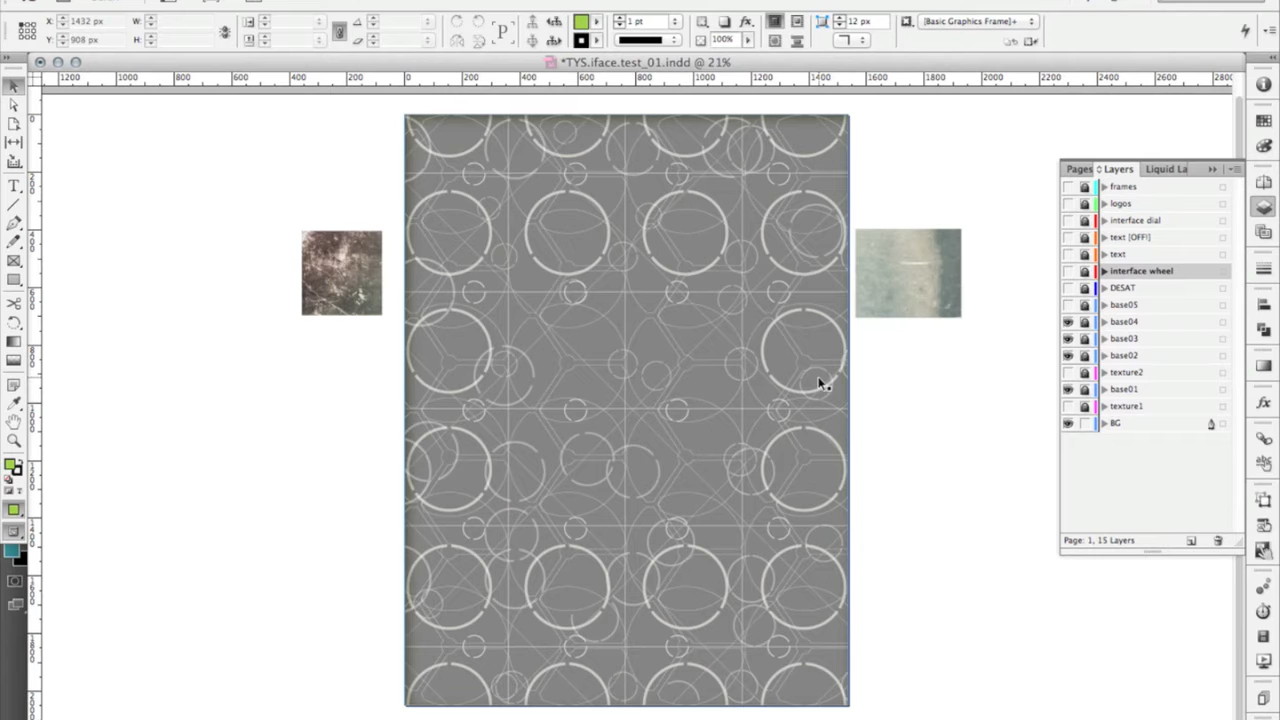 X: 1432 px W: H: 1 pt fx. 12 px [Basic Graphics Frame]+
Y: 908 px P 100%
*TYS.iface.test_01.indd @ 21%
1200 1000 800 600 400 200 0 200 400 600 800 1000 1200 1400 1600 1800 2000 2200 2400 2600 2800
Pages Layers Liquid La
frames
logos
interface dial
text [OFF!]
text
interface wheel
DESAT
base05
base04
base03
base02
texture2
base01
texture1
BG
Page: 1, 15 Layers
T
fx